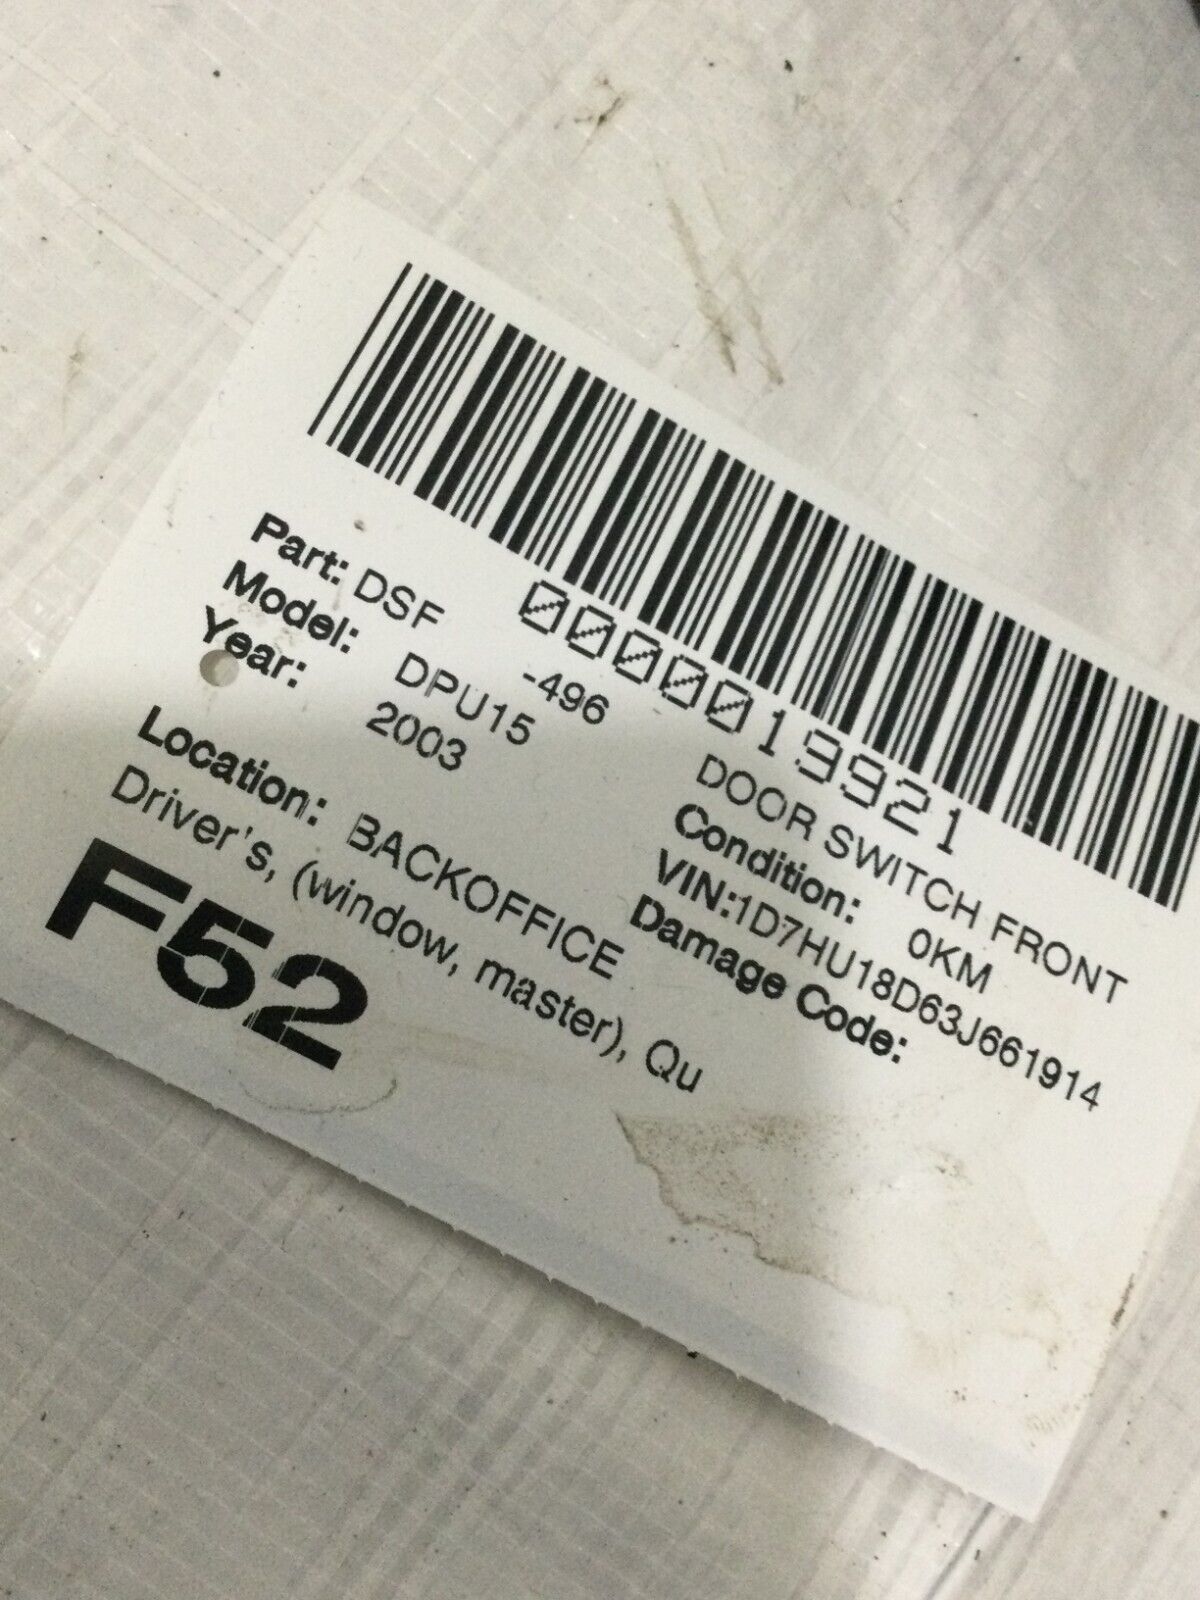 0000019921
Part: DSF -496 DOOR SWITCH FRONT
Model: DPU15 Condition: 0KM
Year: 2003 VIN:1D7HU18D63J661914
Damage Code:
Location: BACKOFFICE
Driver's, (window, master), Qu
F52